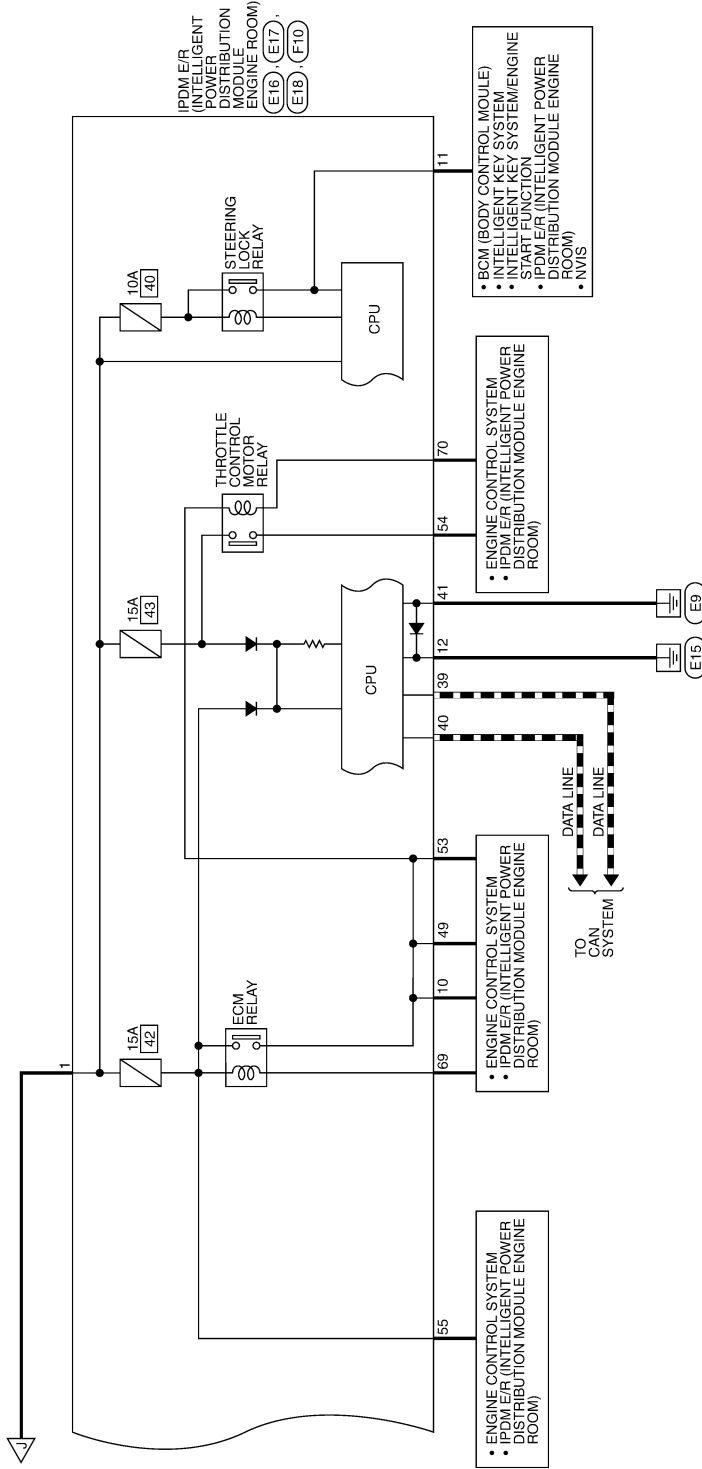 IPDM E/R
(INTELLIGENT
POWER
DISTRIBUTION
MODULE
ENGINE ROOM)
E16 , E17 ,
E18 , F10
J
1
15A
42
15A
43
10A
40
ECM
RELAY
THROTTLE
CONTROL
MOTOR
RELAY
STEERING
LOCK
RELAY
CPU
CPU
55
69
10
49
53
40
39
12
41
54
70
11
• ENGINE CONTROL SYSTEM
• IPDM E/R (INTELLIGENT POWER
DISTRIBUTION MODULE ENGINE
ROOM)
• ENGINE CONTROL SYSTEM
• IPDM E/R (INTELLIGENT POWER
DISTRIBUTION MODULE ENGINE
ROOM)
DATA LINE
DATA LINE
TO
CAN
SYSTEM
E15
E9
• ENGINE CONTROL SYSTEM
• IPDM E/R (INTELLIGENT POWER
DISTRIBUTION MODULE ENGINE
ROOM)
• BCM (BODY CONTROL MOULE)
• INTELLIGENT KEY SYSTEM
• INTELLIGENT KEY SYSTEM/ENGINE
START FUNCTION
• IPDM E/R (INTELLIGENT POWER
DISTRIBUTION MODULE ENGINE
ROOM)
• NVIS